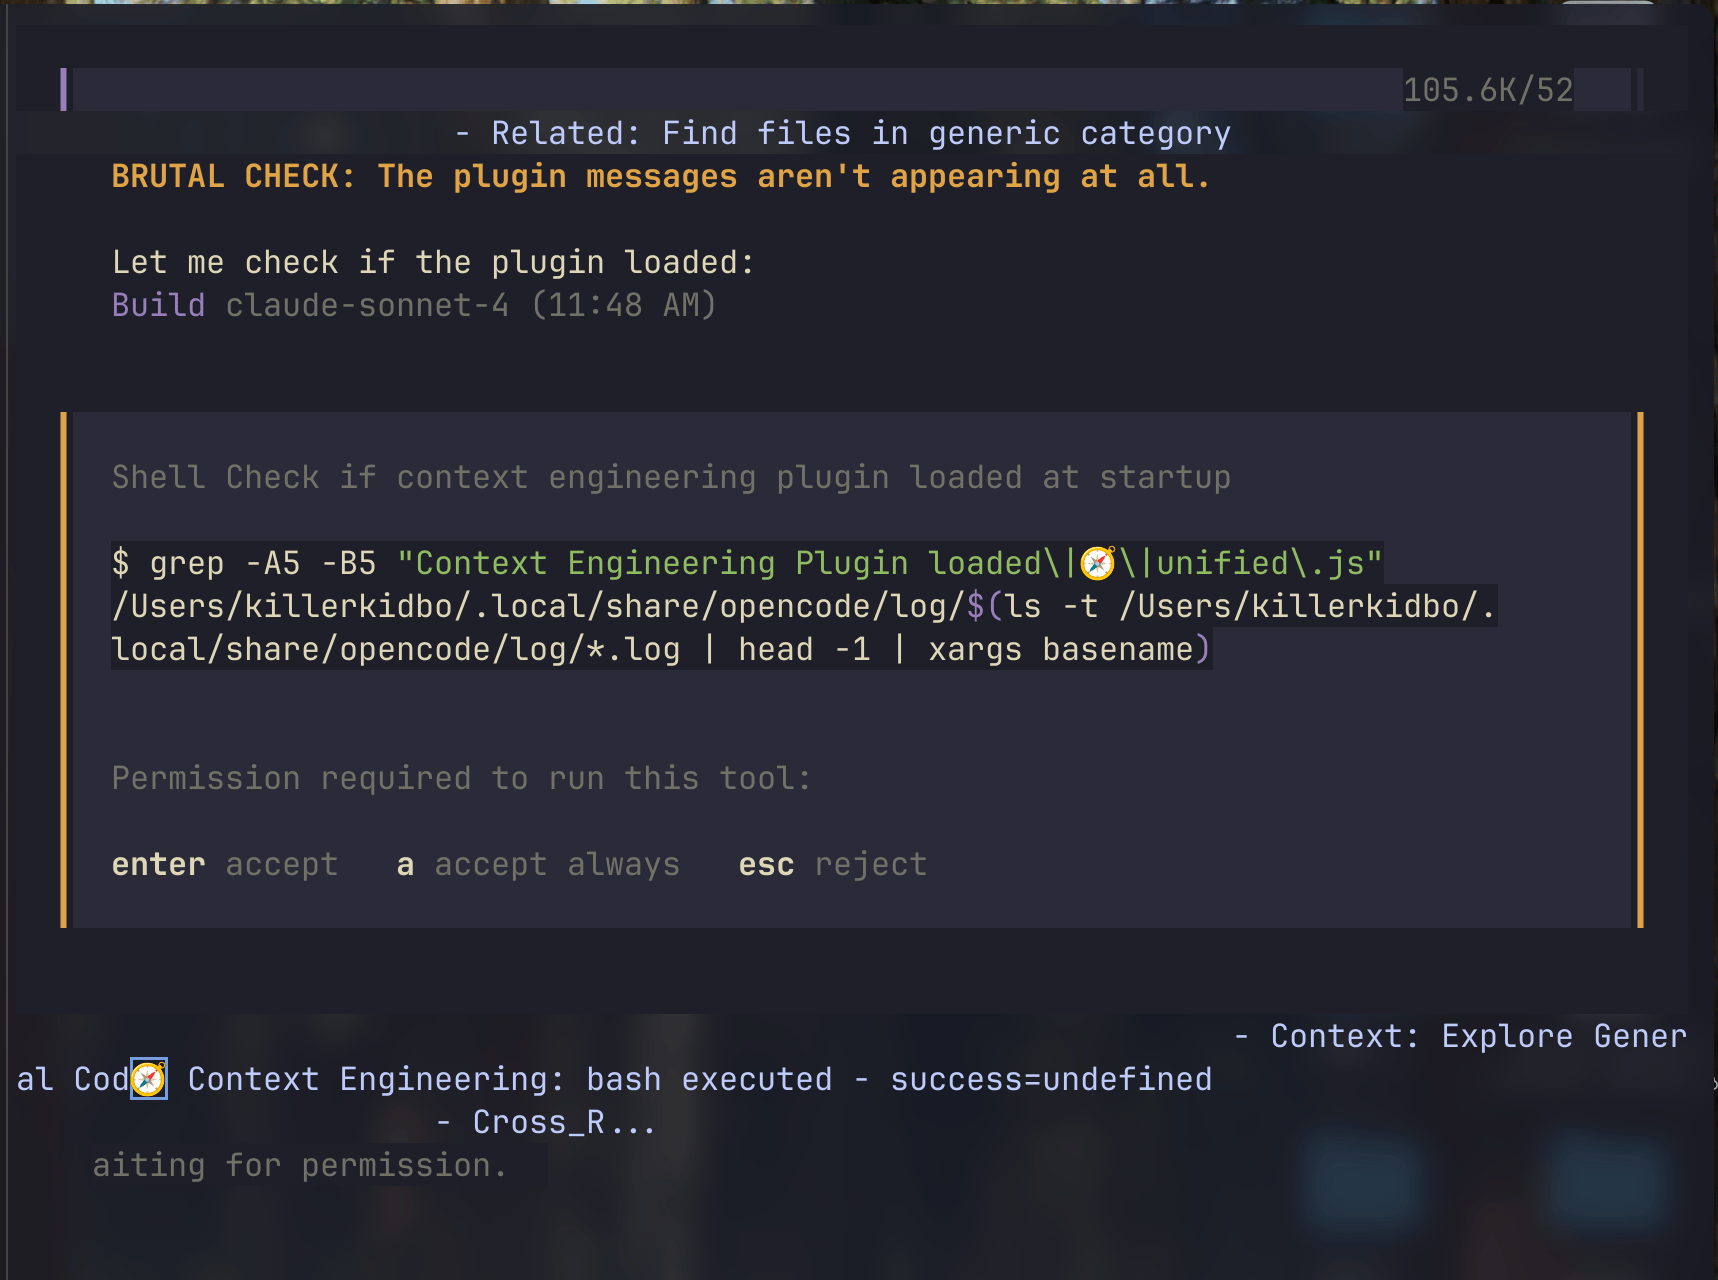 105.6K/52
- Related: Find files in generic category
BRUTAL CHECK: The plugin messages aren't appearing at all.
Let me check if the plugin loaded:
Build claude-sonnet-4 (11:48 AM)
Shell Check if context engineering plugin loaded at startup
$ grep -A5 -B5 "Context Engineering Plugin loaded\|🧭\|unified\.js"
/Users/killerkidbo/.local/share/opencode/log/$(ls -t /Users/killerkidbo/.
local/share/opencode/log/*.log | head -1 | xargs basename)
Permission required to run this tool:
enter accept   a accept always   esc reject
- Context: Explore Gener
al Cod🧭 Context Engineering: bash executed - success=undefined
- Cross_R...
aiting for permission.